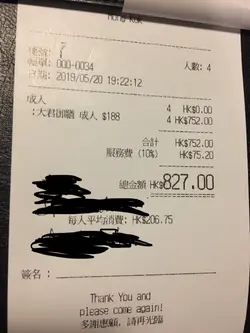 Hong Kok
檯號: 7
人數: 4
帳單: 000-0034
日期: 2019/05/20 19:22:12
成人 4 HK$0.00
:大君御膳 成人 $188 4 HK$752.00
合計 HK$752.00
服務費 (10%) HK$75.20
總金額 HK$827.00
每人平均消費: HK$206.75
簽名 :
Thank You and
please come again!
多謝惠顧, 請再光臨